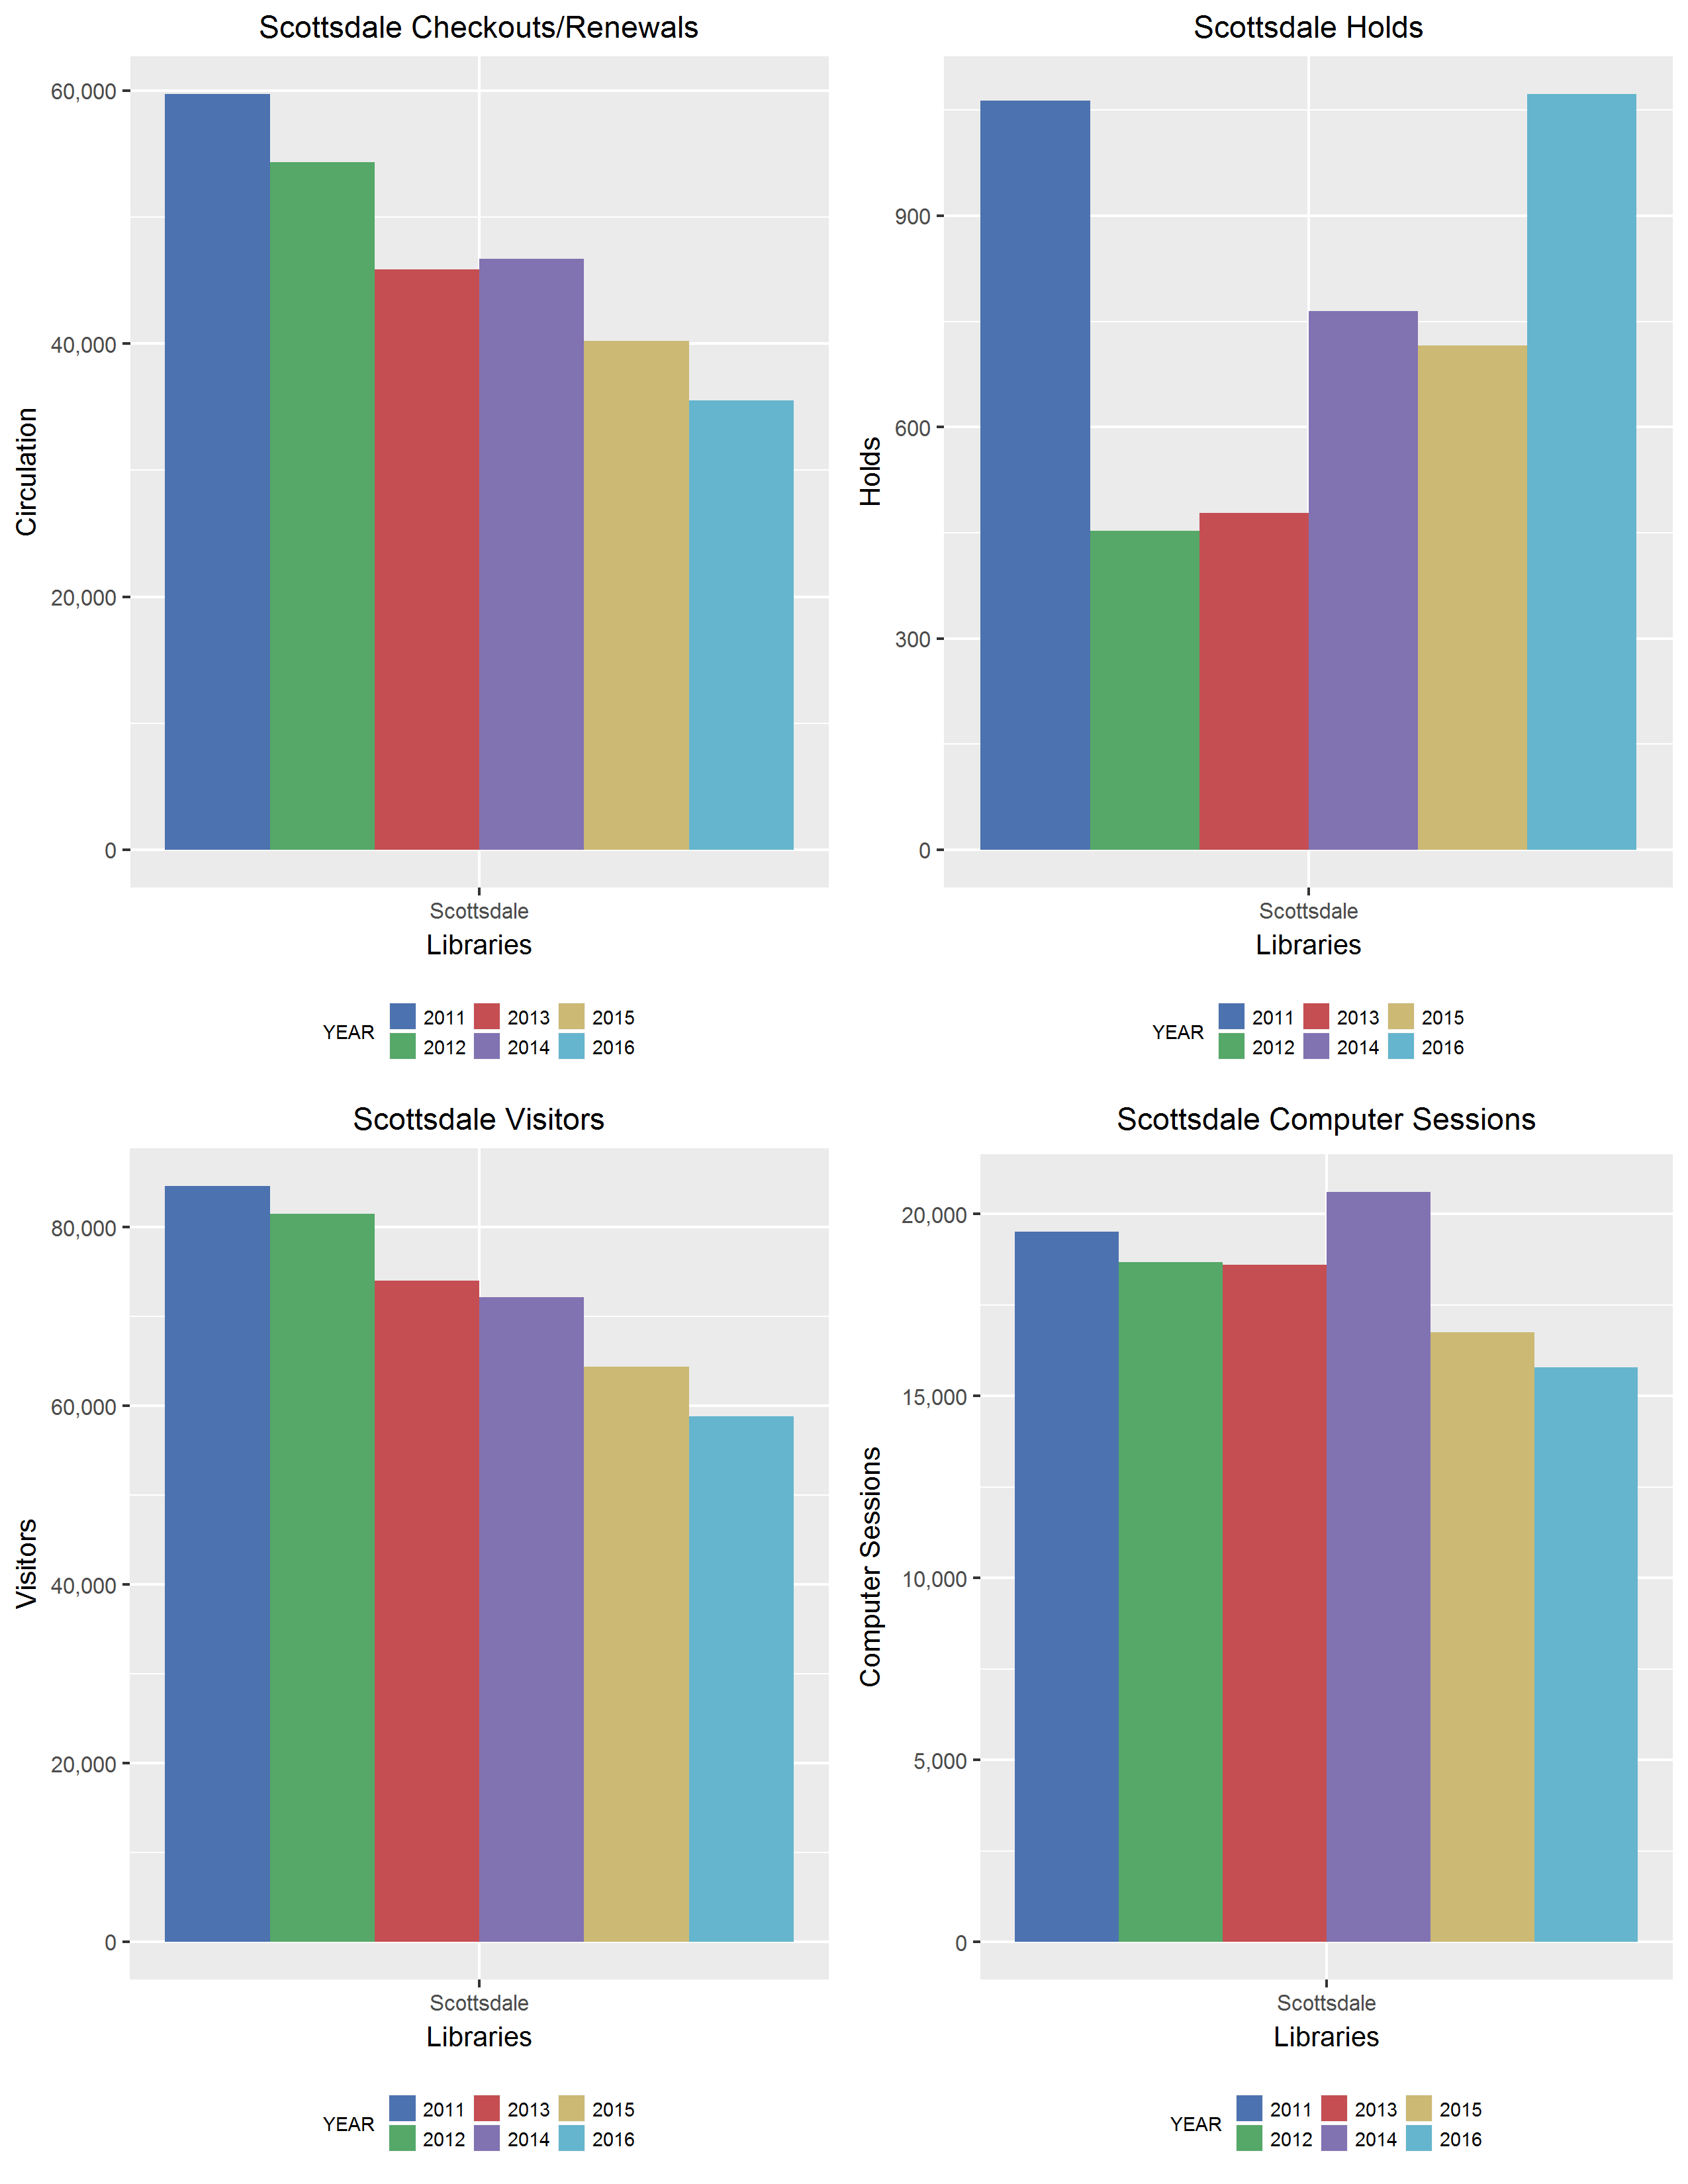 Scottsdale Checkouts/Renewals
Circulation
60,000
40,000
20,000
0
Scottsdale
Libraries
YEAR 2011 2013 2015
2012 2014 2016
Scottsdale Holds
Holds
900
600
300
0
Scottsdale
Libraries
YEAR 2011 2013 2015
2012 2014 2016
Scottsdale Visitors
Visitors
80,000
60,000
40,000
20,000
0
Scottsdale
Libraries
YEAR 2011 2013 2015
2012 2014 2016
Scottsdale Computer Sessions
Computer Sessions
20,000
15,000
10,000
5,000
0
Scottsdale
Libraries
YEAR 2011 2013 2015
2012 2014 2016